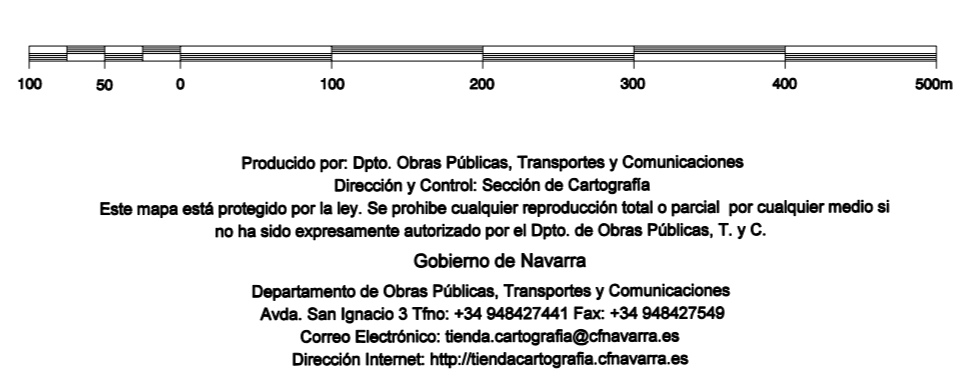 100 50 0 100 200 300 400 500m
Producido por: Dpto. Obras Públicas, Transportes y Comunicaciones
Dirección y Control: Sección de Cartografía
Este mapa está protegido por la ley. Se prohibe cualquier reproducción total o parcial por cualquier medio si
no ha sido expresamente autorizado por el Dpto. de Obras Públicas, T. y C.
Gobierno de Navarra
Departamento de Obras Públicas, Transportes y Comunicaciones
Avda. San Ignacio 3 Tfno: +34 948427441 Fax: +34 948427549
Correo Electrónico: tienda.cartografia@cfnavarra.es
Dirección Internet: http://tiendacartografia.cfnavarra.es